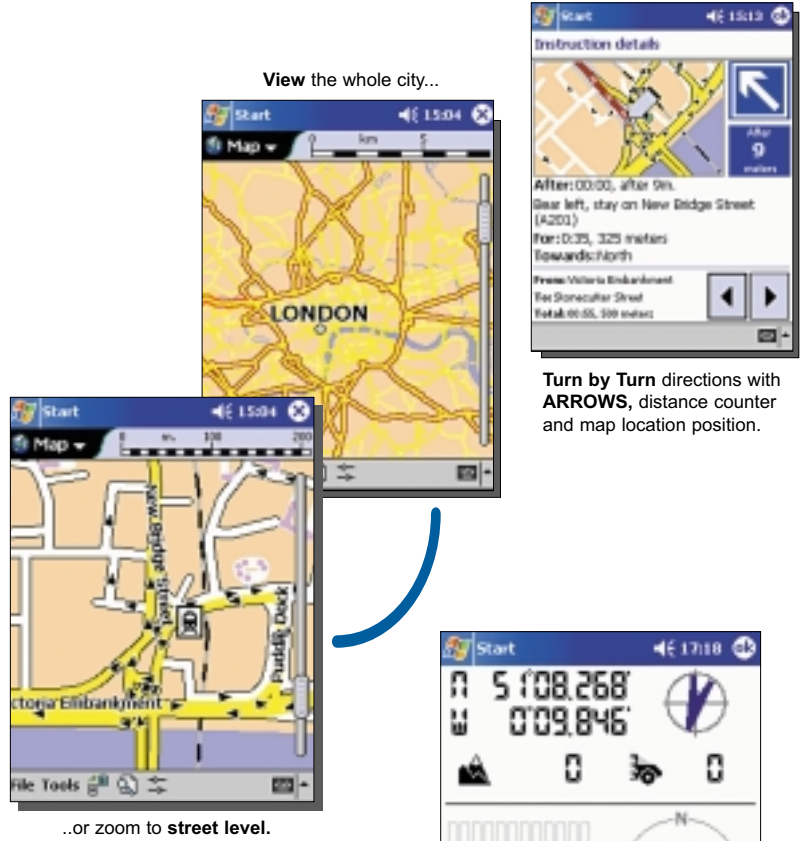 View the whole city...
Start 15:04
Map
0 km 5
LONDON
Start 15:13 ok
Instruction details
After
9
meters
After:00:00, after 9m.
Bear left, stay on New Bridge Street
(A201)
For:0:35, 325 meters
Towards:North
From: Victoria Embankment
To: Stonecutter Street
Total: 00:55, 500 meters
Turn by Turn directions with
ARROWS, distance counter
and map location position.
Start 15:04
Map
0 m. 100 200
New Bridge Street
Puddle Dock
ctoria Embankment
File Tools
..or zoom to street level.
Start 17:18 ok
N 51°08.268'
W 0°09.846'
0 0
N